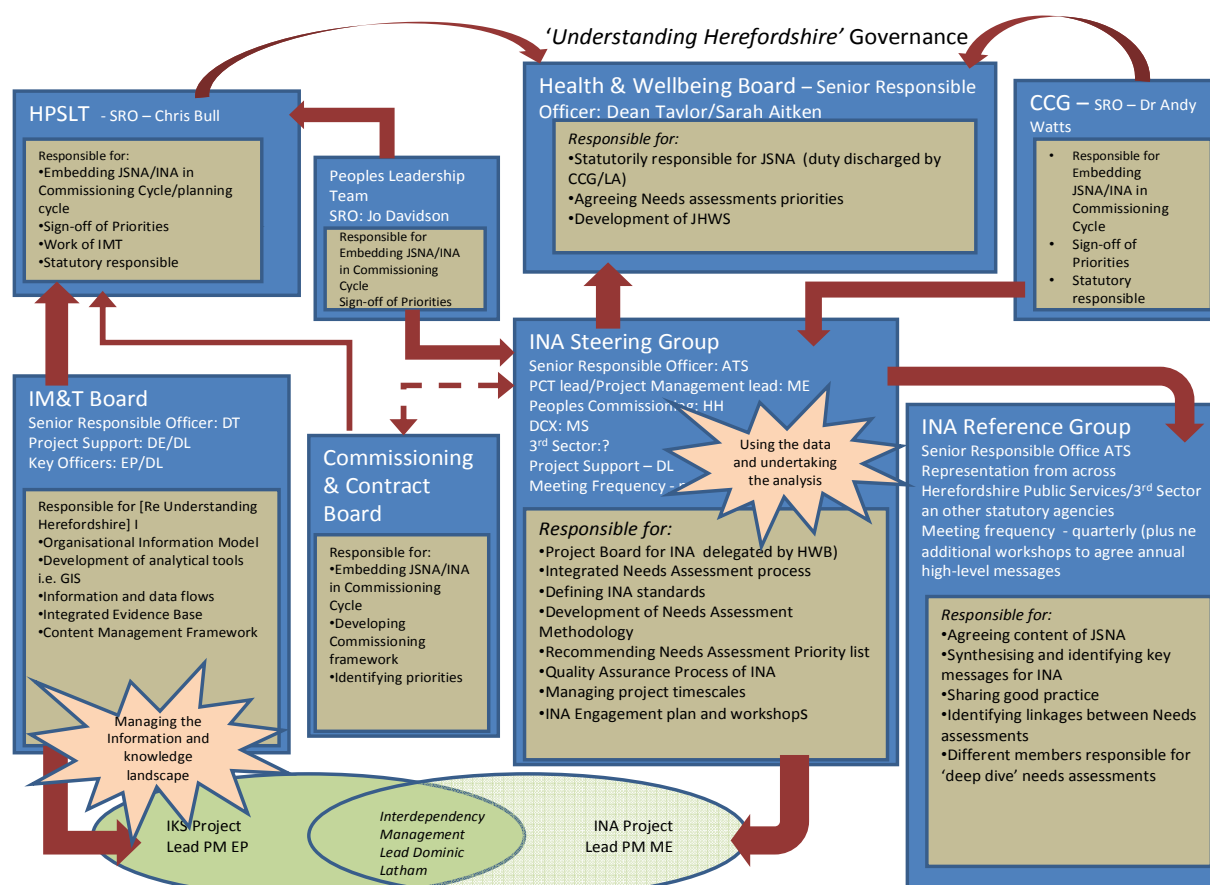 ‘Understanding Herefordshire’ Governance
HPSLT - SRO – Chris Bull
Responsible for:
•Embedding JSNA/INA in
Commissioning Cycle/planning
cycle
•Sign-off of Priorities
•Work of IMT
•Statutory responsible
Peoples Leadership
Team
SRO: Jo Davidson
Responsible for
Embedding JSNA/INA
in Commissioning
Cycle
Sign-off of Priorities
Health & Wellbeing Board – Senior Responsible
Officer: Dean Taylor/Sarah Aitken
Responsible for:
•Statutorily responsible for JSNA (duty discharged by
CCG/LA)
•Agreeing Needs assessments priorities
•Development of JHWS
CCG – SRO – Dr Andy
Watts
• Responsible for
Embedding
JSNA/INA in
Commissioning
Cycle
• Sign-off of
Priorities
• Statutory
responsible
IM&T Board
Senior Responsible Officer: DT
Project Support: DE/DL
Key Officers: EP/DL
Responsible for [Re Understanding
Herefordshire] I
•Organisational Information Model
•Development of analytical tools
i.e. GIS
•Information and data flows
•Integrated Evidence Base
•Content Management Framework
Managing the
Information and
knowledge
landscape
Commissioning
& Contract
Board
Responsible for:
•Embedding JSNA/INA
in Commissioning
Cycle
•Developing
Commissioning
framework
•Identifying priorities
INA Steering Group
Senior Responsible Officer: ATS
PCT lead/Project Management lead: ME
Peoples Commissioning: HH
DCX: MS
3rd Sector:?
Project Support – DL
Meeting Frequency -
Using the data
and undertaking
the analysis
Responsible for:
•Project Board for INA delegated by HWB)
•Integrated Needs Assessment process
•Defining INA standards
•Development of Needs Assessment
Methodology
•Recommending Needs Assessment Priority list
•Quality Assurance Process of INA
•Managing project timescales
•INA Engagement plan and workshops
INA Reference Group
Senior Responsible Office ATS
Representation from across
Herefordshire Public Services/3rd Sector
an other statutory agencies
Meeting frequency - quarterly (plus ne
additional workshops to agree annual
high-level messages
Responsible for:
•Agreeing content of JSNA
•Synthesising and identifying key
messages for INA
•Sharing good practice
•Identifying linkages between Needs
assessments
•Different members responsible for
‘deep dive’ needs assessments
IKS Project
Lead PM EP
Interdependency
Management
Lead Dominic
Latham
INA Project
Lead PM ME